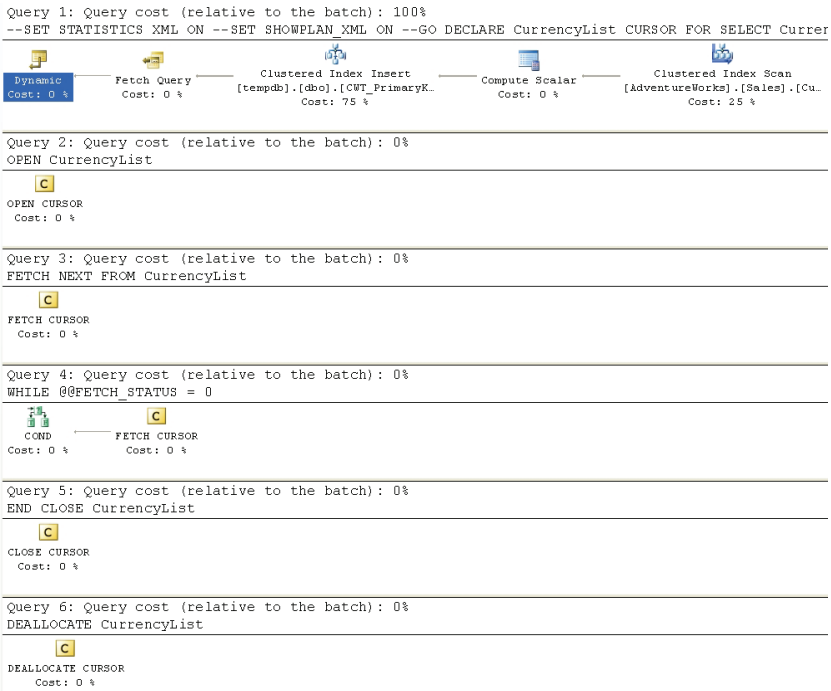 Query 1: Query cost (relative to the batch): 100%
--SET STATISTICS XML ON --SET SHOWPLAN_XML ON --GO DECLARE CurrencyList CURSOR FOR SELECT Curren
Dynamic
Cost: 0 %
Fetch Query
Cost: 0 %
Clustered Index Insert
[tempdb].[dbo].[CWT_PrimaryK…
Cost: 75 %
Compute Scalar
Cost: 0 %
Clustered Index Scan
[AdventureWorks].[Sales].[Cu…
Cost: 25 %
Query 2: Query cost (relative to the batch): 0%
OPEN CurrencyList
C
OPEN CURSOR
Cost: 0 %
Query 3: Query cost (relative to the batch): 0%
FETCH NEXT FROM CurrencyList
C
FETCH CURSOR
Cost: 0 %
Query 4: Query cost (relative to the batch): 0%
WHILE @@FETCH_STATUS = 0
COND
Cost: 0 %
C
FETCH CURSOR
Cost: 0 %
Query 5: Query cost (relative to the batch): 0%
END CLOSE CurrencyList
C
CLOSE CURSOR
Cost: 0 %
Query 6: Query cost (relative to the batch): 0%
DEALLOCATE CurrencyList
C
DEALLOCATE CURSOR
Cost: 0 %